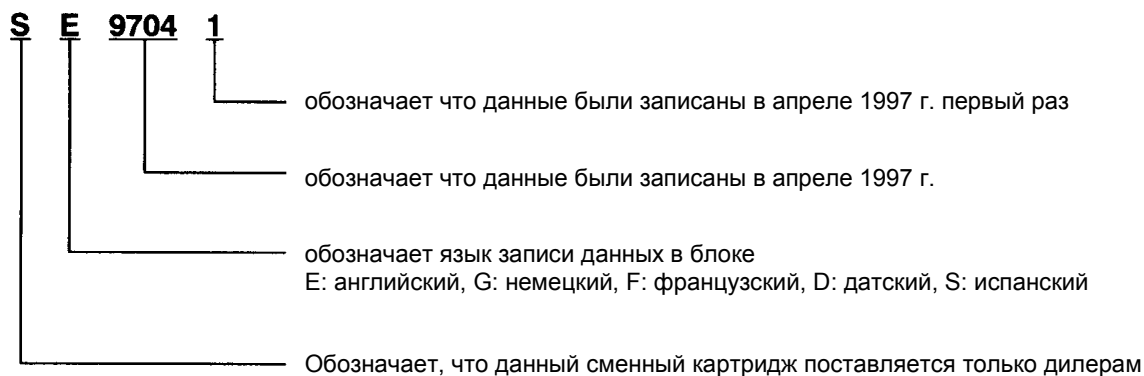 S E 9704 1
обозначает что данные были записаны в апреле 1997 г. первый раз
обозначает что данные были записаны в апреле 1997 г.
обозначает язык записи данных в блоке
E: английский, G: немецкий, F: французский, D: датский, S: испанский
Обозначает, что данный сменный картридж поставляется только дилерам